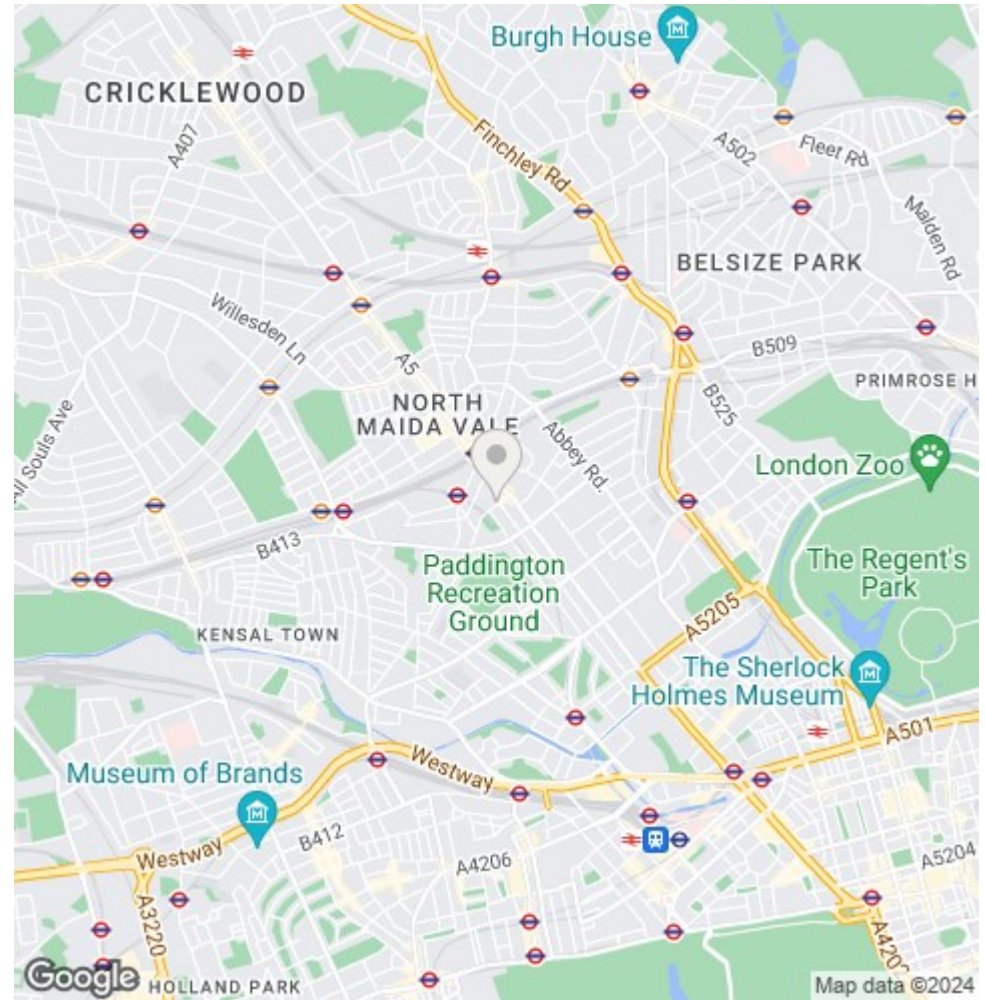 Burgh House
CRICKLEWOOD
A407
Finchley Rd
A502
Fleet Rd
Malden Rd
BELSIZE PARK
Willesden Ln
A5
B509
PRIMROSE H
B525
NORTH
MAIDA VALE
Abbey Rd.
All Souls Ave
London Zoo
B413
Paddington
Recreation
Ground
The Regent's
Park
A5205
KENSAL TOWN
The Sherlock
Holmes Museum
A501
Westway
Museum of Brands
B412
Westway
A4206
A5204
A3220
A420
Google
HOLLAND PARK
Map data ©2024